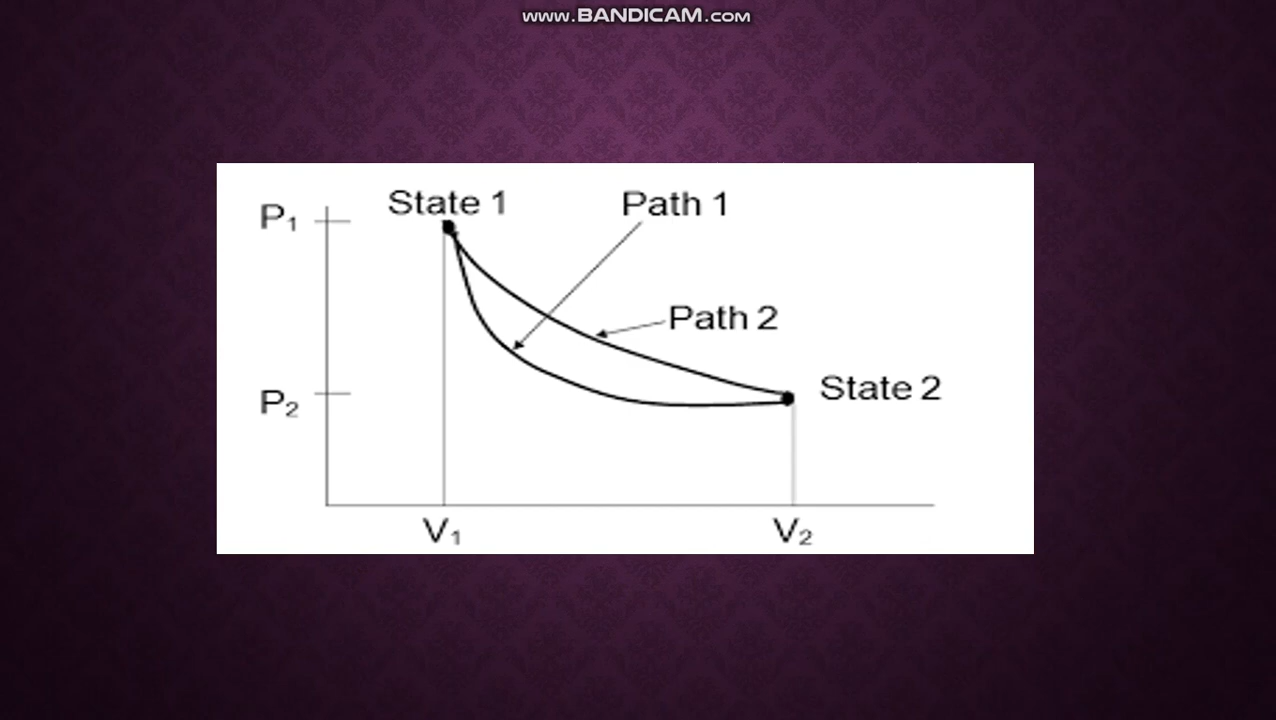 www.BANDICAM.com
State 1
Path 1
P₁
Path 2
State 2
P₂
V₁
V₂